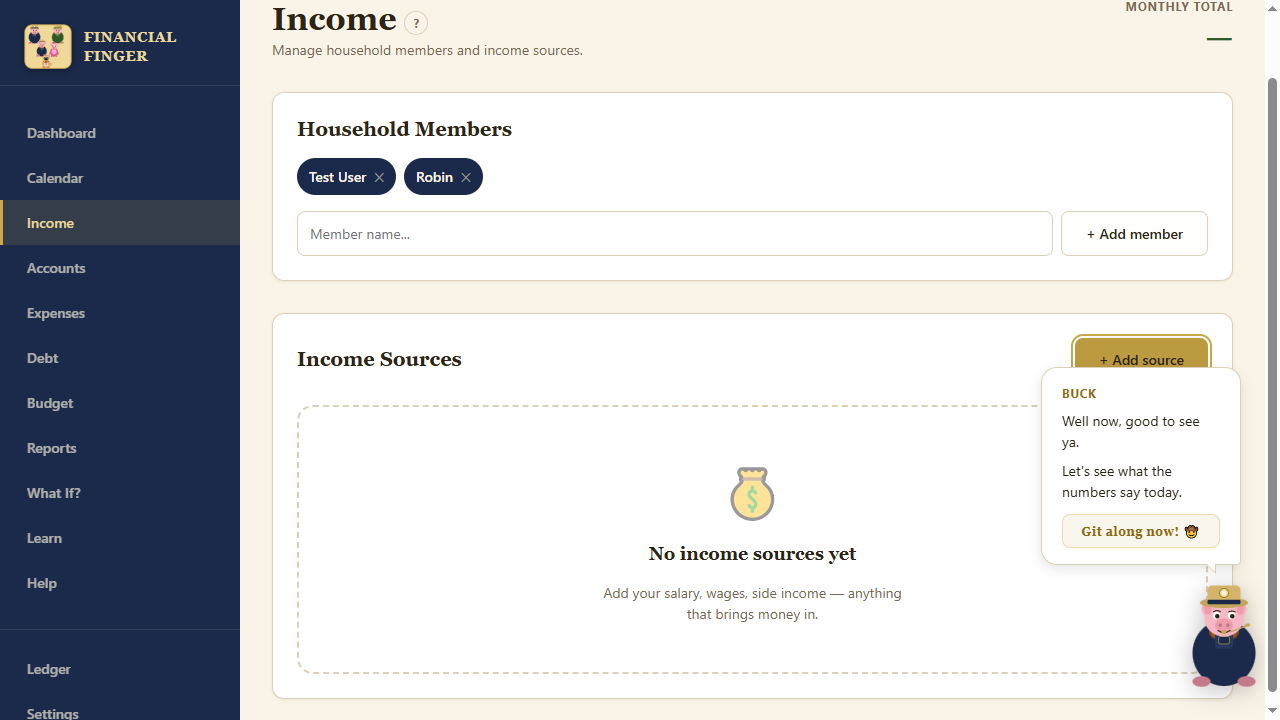 FINANCIAL
FINGER
Dashboard
Calendar
Income
Accounts
Expenses
Debt
Budget
Reports
What If?
Learn
Help
Ledger
Settings
Income ?
Manage household members and income sources.
MONTHLY TOTAL
—
Household Members
Test User ×
Robin ×
Member name...
+ Add member
Income Sources
+ Add source
BUCK
Well now, good to see
ya.
Let's see what the
numbers say today.
Git along now! 🤠
$
No income sources yet
Add your salary, wages, side income — anything
that brings money in.